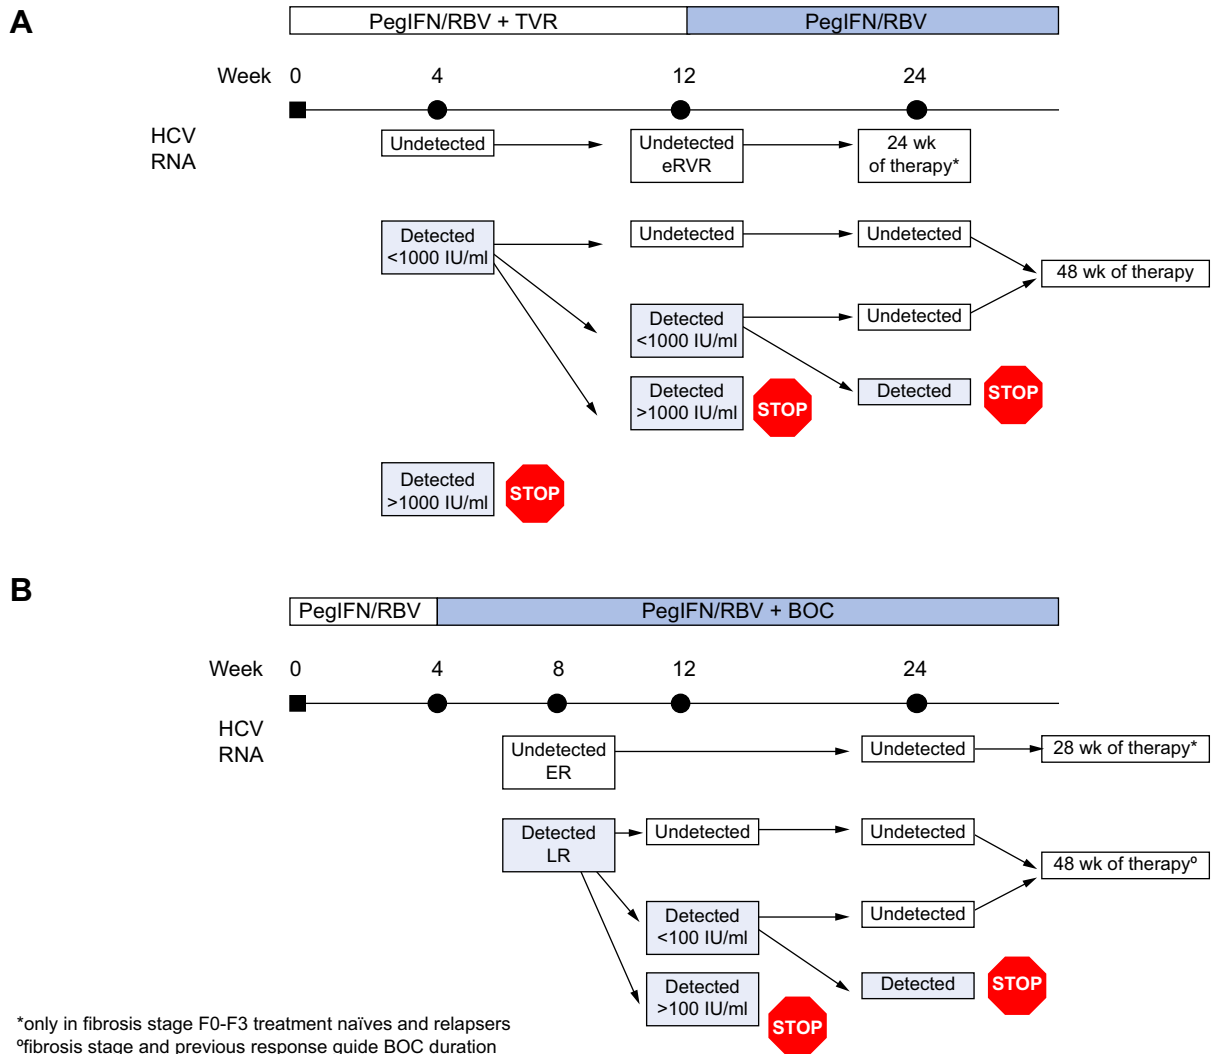 A
PegIFN/RBV + TVR
PegIFN/RBV
Week 0 4 12 24
HCV
RNA
Undetected
Undetected
eRVR
24 wk
of therapy*
Detected
<1000 IU/ml
Undetected
Undetected
48 wk of therapy
Detected
<1000 IU/ml
Undetected
Detected
>1000 IU/ml
STOP
Detected
STOP
Detected
>1000 IU/ml
STOP
B
PegIFN/RBV
PegIFN/RBV + BOC
Week 0 4 8 12 24
HCV
RNA
Undetected
ER
Undetected
28 wk of therapy*
Detected
LR
Undetected
Undetected
48 wk of therapyº
Detected
<100 IU/ml
Undetected
Detected
>100 IU/ml
STOP
Detected
STOP
*only in fibrosis stage F0-F3 treatment naïves and relapsers
ºfibrosis stage and previous response guide BOC duration